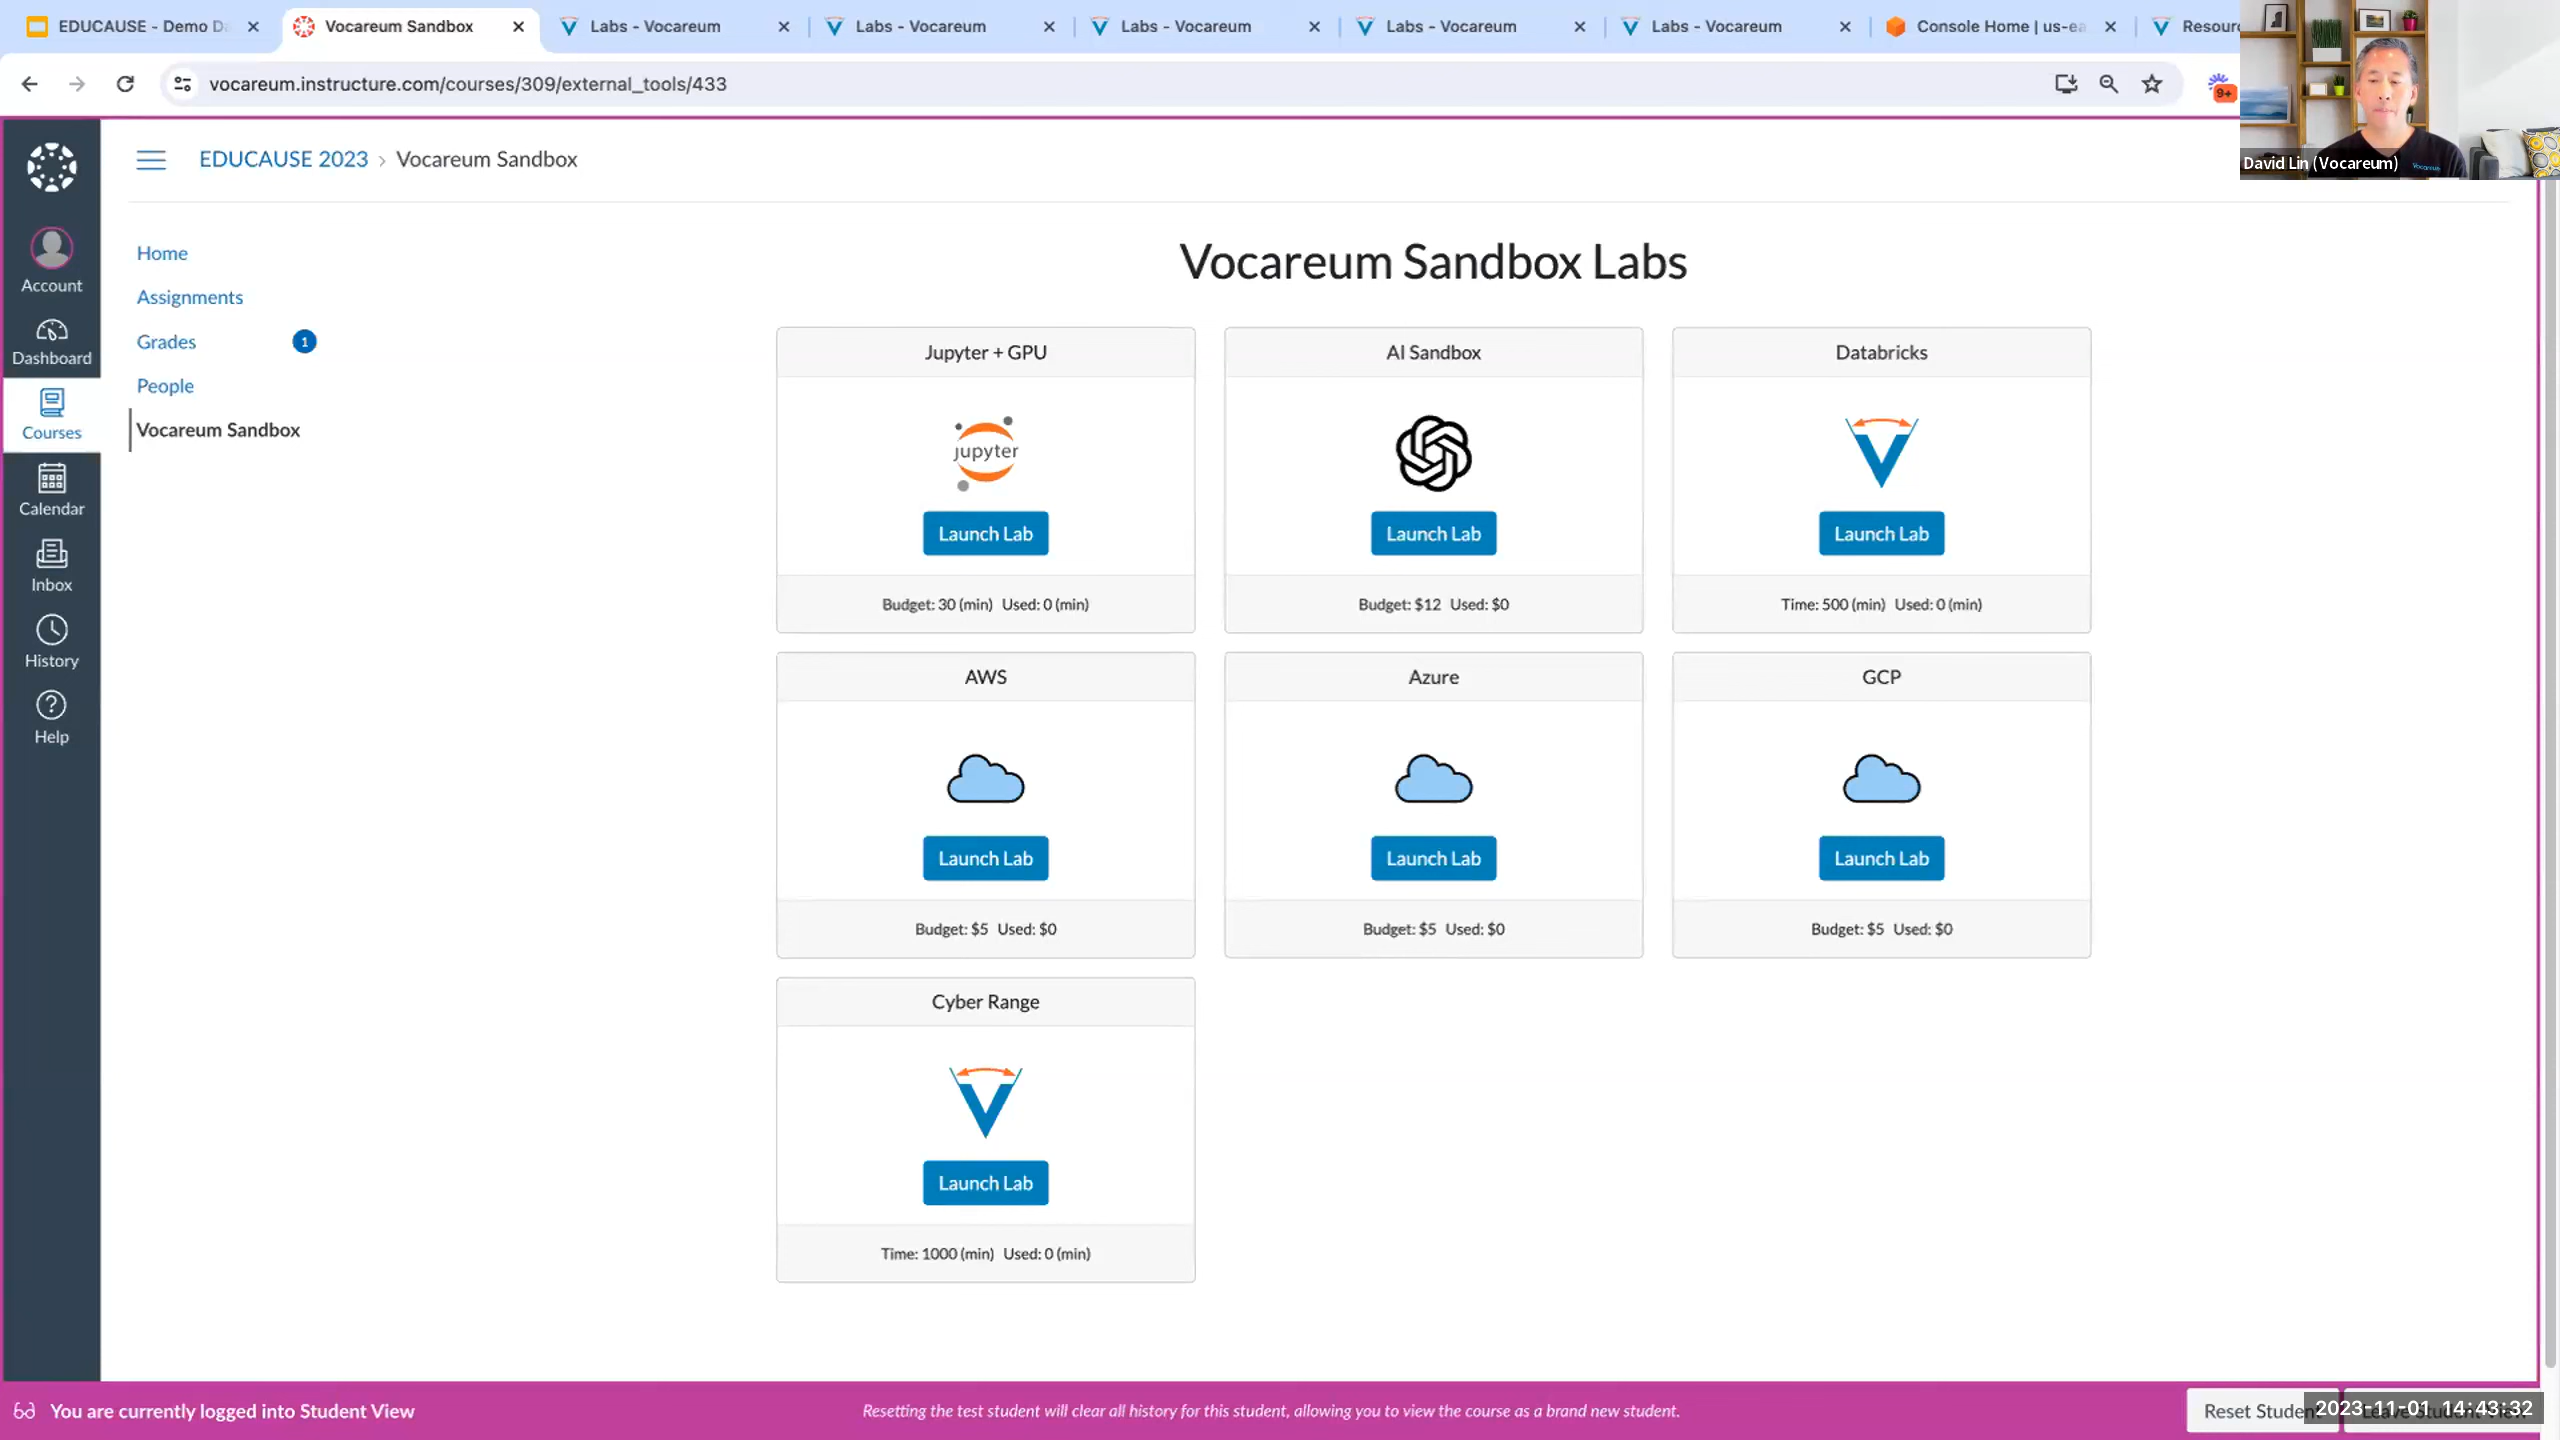 EDUCAUSE - Demo Da
Vocareum Sandbox
Labs - Vocareum
Labs - Vocareum
Labs - Vocareum
Labs - Vocareum
Labs - Vocareum
Console Home | us-ea
Resour
vocareum.instructure.com/courses/309/external_tools/433
9+
David Lin (Vocareum)
EDUCAUSE 2023 › Vocareum Sandbox
Account
Dashboard
Courses
Calendar
Inbox
History
Help
Home
Assignments
Grades 1
People
Vocareum Sandbox
Vocareum Sandbox Labs
Jupyter + GPU
jupyter
Launch Lab
Budget: 30 (min) Used: 0 (min)
AI Sandbox
Launch Lab
Budget: $12 Used: $0
Databricks
Launch Lab
Time: 500 (min) Used: 0 (min)
AWS
Launch Lab
Budget: $5 Used: $0
Azure
Launch Lab
Budget: $5 Used: $0
GCP
Launch Lab
Budget: $5 Used: $0
Cyber Range
Launch Lab
Time: 1000 (min) Used: 0 (min)
You are currently logged into Student View
Resetting the test student will clear all history for this student, allowing you to view the course as a brand new student.
Reset Student
2023-11-01 14:43:32